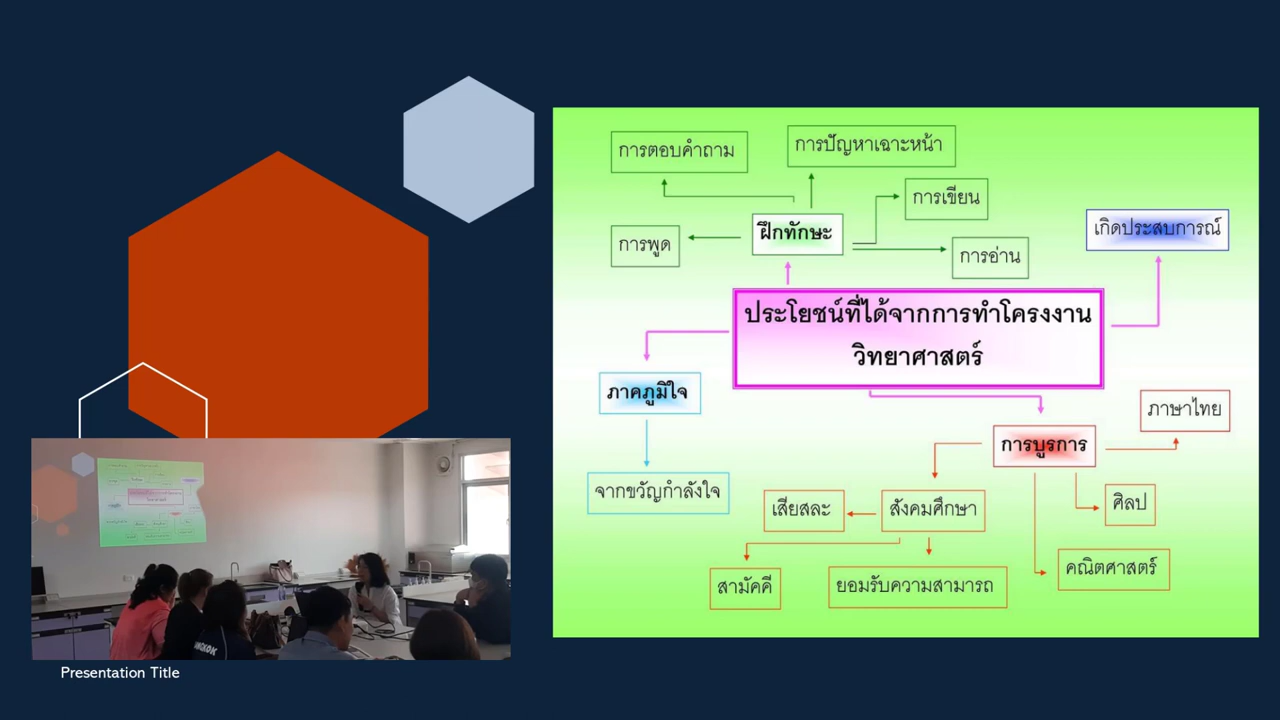 การตอบคำถาม
การปัญหาเฉาะหน้า
การเขียน
เกิดประสบการณ์
ฝึกทักษะ
การพูด
การอ่าน
ประโยชน์ที่ได้จากการทำโครงงาน
วิทยาศาสตร์
ภาคภูมิใจ
ภาษาไทย
การบูรการ
จากขวัญกำลังใจ
เสียสละ
สังคมศึกษา
ศิลป
คณิตศาสตร์
สามัคคี
ยอมรับความสามารถ
Presentation Title